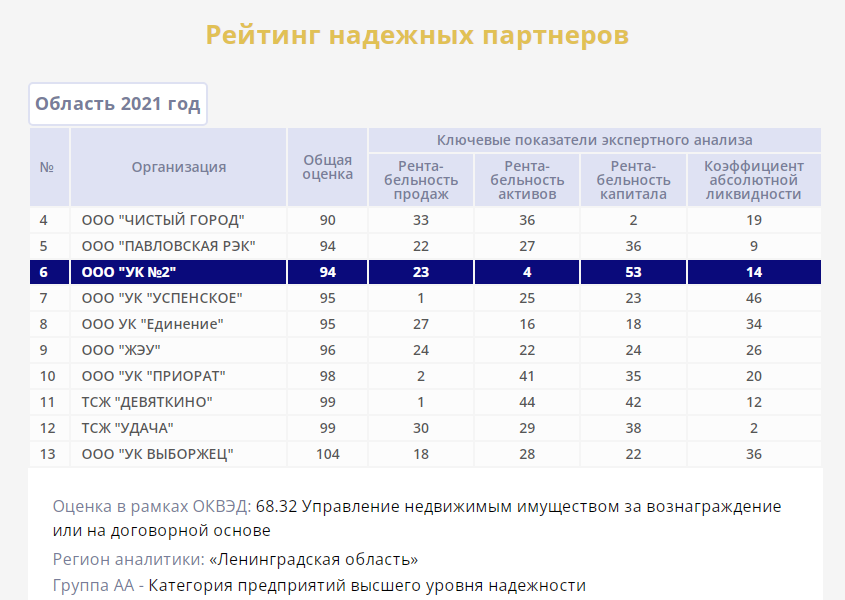 Рейтинг надежных партнеров
Область 2021 год
Ключевые показатели экспертного анализа
№ Организация Общая оценка Рента-бельность продаж Рента-бельность активов Рента-бельность капитала Коэффициент абсолютной ликвидности
4 ООО "ЧИСТЫЙ ГОРОД" 90 33 36 2 19
5 ООО "ПАВЛОВСКАЯ РЭК" 94 22 27 36 9
6 ООО "УК №2" 94 23 4 53 14
7 ООО "УК "УСПЕНСКОЕ" 95 1 25 23 46
8 ООО УК "Единение" 95 27 16 18 34
9 ООО "ЖЭУ" 96 24 22 24 26
10 ООО "УК "ПРИОРАТ" 98 2 41 35 20
11 ТСЖ "ДЕВЯТКИНО" 99 1 44 42 12
12 ТСЖ "УДАЧА" 99 30 29 38 2
13 ООО "УК ВЫБОРЖЕЦ" 104 18 28 22 36
Оценка в рамках ОКВЭД: 68.32 Управление недвижимым имуществом за вознаграждение
или на договорной основе
Регион аналитики: «Ленинградская область»
Группа АА - Категория предприятий высшего уровня надежности